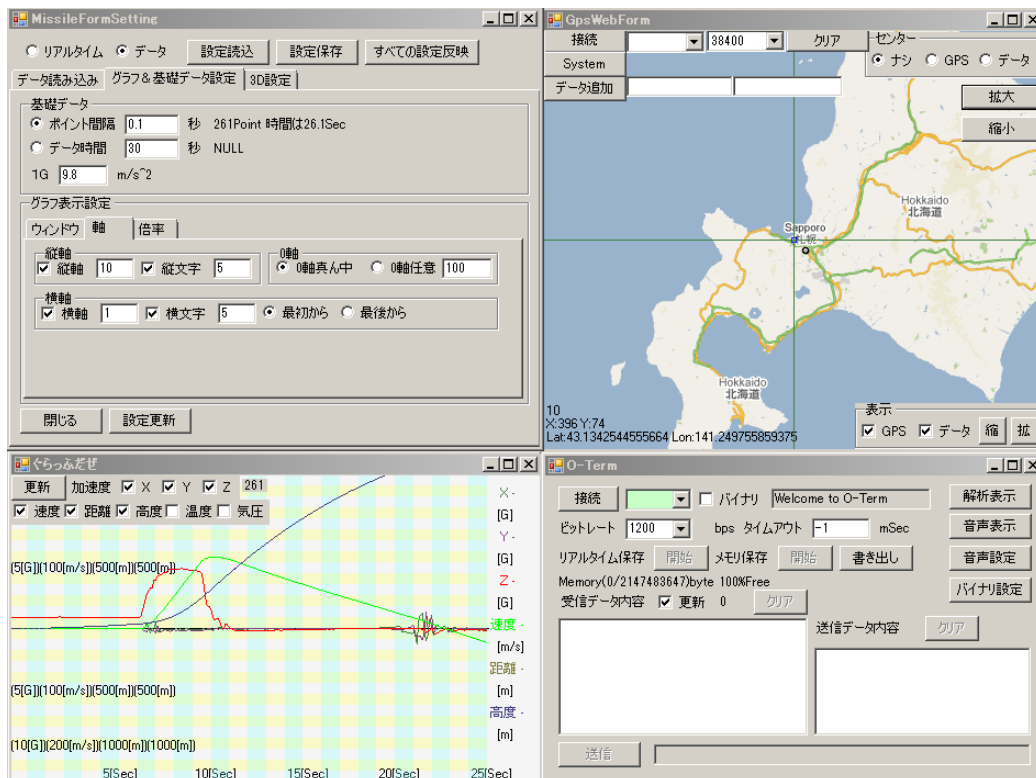 MissileFormSetting
リアルタイム データ 設定読込 設定保存 すべての設定反映
データ読み込み グラフ＆基礎データ設定 3D設定
基礎データ
ポイント間隔 0.1 秒 261Point 時間は26.1Sec
データ時間 30 秒 NULL
1G 9.8 m/s^2
グラフ表示設定
ウィンドウ 軸 倍率
縦軸
縦軸 10 縦文字 5
0軸
0軸真ん中 0軸任意 100
横軸
横軸 1 横文字 5 最初から 最後から
閉じる 設定更新
GpsWebForm
接続 38400 クリア
System
データ追加
センター
ナシ GPS データ
拡大
縮小
Hokkaido
北海道
Sapporo
札幌
Hokkaido
北海道
10
X:396 Y:74
Lat:43.1342544555664 Lon:141.249755859375
表示
GPS データ 縮 拡
ぐらっふだぜ
更新 加速度 X Y Z 261
速度 距離 高度 温度 気圧
(5[G])(100[m/s])(500[m])(500[m])
(5[G])(100[m/s])(500[m])(500[m])
(10[G])(200[m/s])(1000[m])(1000[m])
5[Sec] 10[Sec] 15[Sec] 20[Sec] 25[Sec]
X-
[G]
Y-
[G]
Z-
[G]
速度-
[m/s]
距離-
[m]
高度-
[m]
O-Term
接続 バイナリ Welcome to O-Term 解析表示
ビットレート 1200 bps タイムアウト -1 mSec 音声表示
リアルタイム保存 開始 メモリ保存 開始 書き出し 音声設定
Memory(0/2147483647)byte 100%Free バイナリ設定
受信データ内容 更新 0 クリア
送信データ内容 クリア
送信